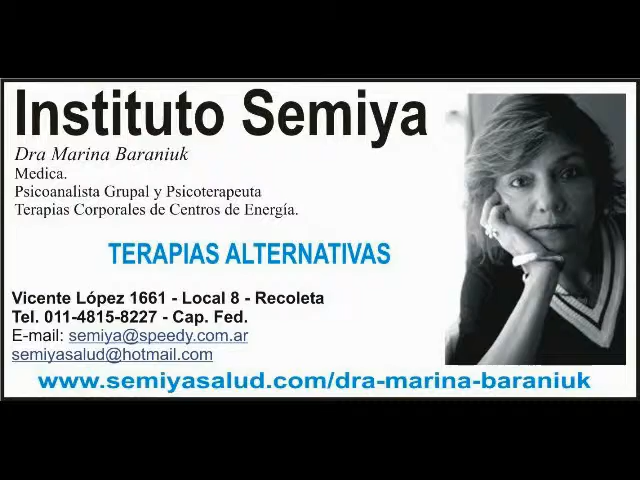 Instituto Semiya
Dra Marina Baraniuk
Medica.
Psicoanalista Grupal y Psicoterapeuta
Terapias Corporales de Centros de Energía.
TERAPIAS ALTERNATIVAS
Vicente López 1661 - Local 8 - Recoleta
Tel. 011-4815-8227 - Cap. Fed.
E-mail: semiya@speedy.com.ar
semiyasalud@hotmail.com
www.semiyasalud.com/dra-marina-baraniuk